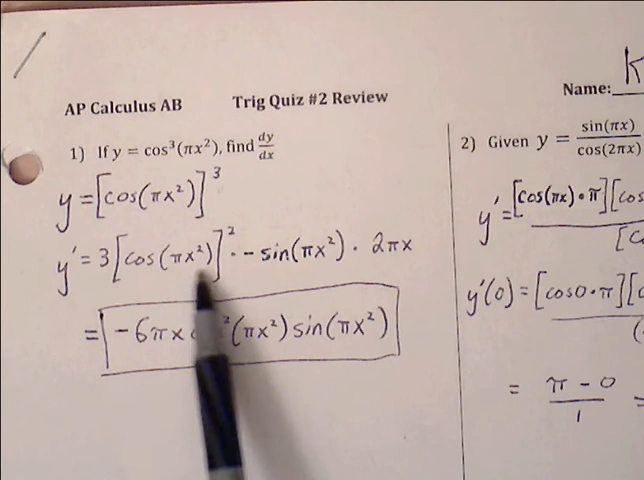 Name: K
AP Calculus AB Trig Quiz #2 Review
1) If y = cos³(πx²), find dy/dx
y = [cos(πx²)]³
y' = 3[cos(πx²)]² · -sin(πx²) · 2πx
= -6πx ²(πx²) sin(πx²)
2) Given y = sin(πx)/cos(2πx)
y' = [cos(πx)·π][cos
y'(0) = [cos0·π][
= π - 0 / 1 =